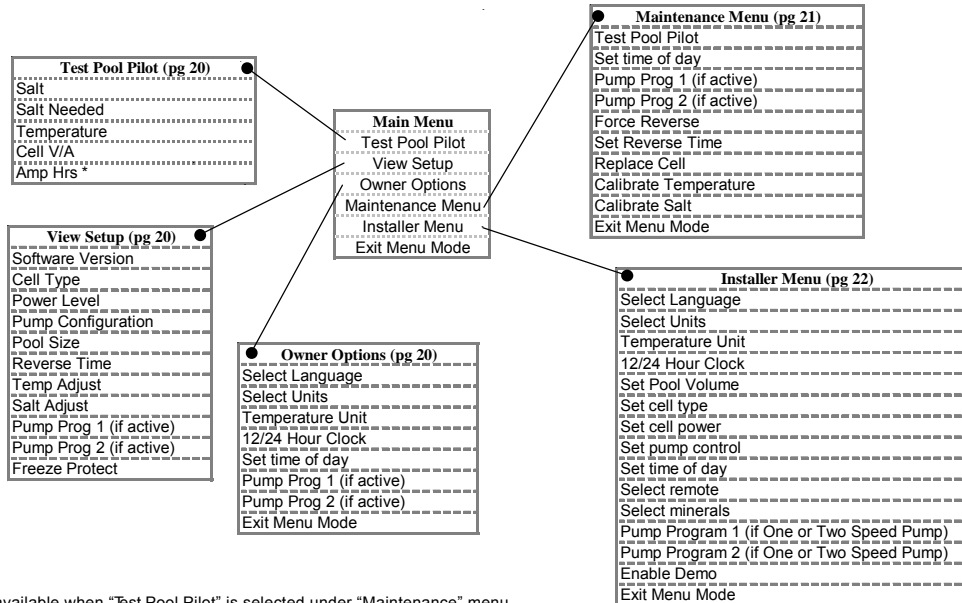 Maintenance Menu (pg 21)
Test Pool Pilot
Set time of day
Pump Prog 1 (if active)
Pump Prog 2 (if active)
Force Reverse
Set Reverse Time
Replace Cell
Calibrate Temperature
Calibrate Salt
Exit Menu Mode
Test Pool Pilot (pg 20)
Salt
Salt Needed
Temperature
Cell V/A
Amp Hrs *
Main Menu
Test Pool Pilot
View Setup
Owner Options
Maintenance Menu
Installer Menu
Exit Menu Mode
View Setup (pg 20)
Software Version
Cell Type
Power Level
Pump Configuration
Pool Size
Reverse Time
Temp Adjust
Salt Adjust
Pump Prog 1 (if active)
Pump Prog 2 (if active)
Freeze Protect
Owner Options (pg 20)
Select Language
Select Units
Temperature Unit
12/24 Hour Clock
Set time of day
Pump Prog 1 (if active)
Pump Prog 2 (if active)
Exit Menu Mode
Installer Menu (pg 22)
Select Language
Select Units
Temperature Unit
12/24 Hour Clock
Set Pool Volume
Set cell type
Set cell power
Set pump control
Set time of day
Select remote
Select minerals
Pump Program 1 (if One or Two Speed Pump)
Pump Program 2 (if One or Two Speed Pump)
Enable Demo
Exit Menu Mode
when "Test Pool Pilot" is selected under "Maintenance" menu